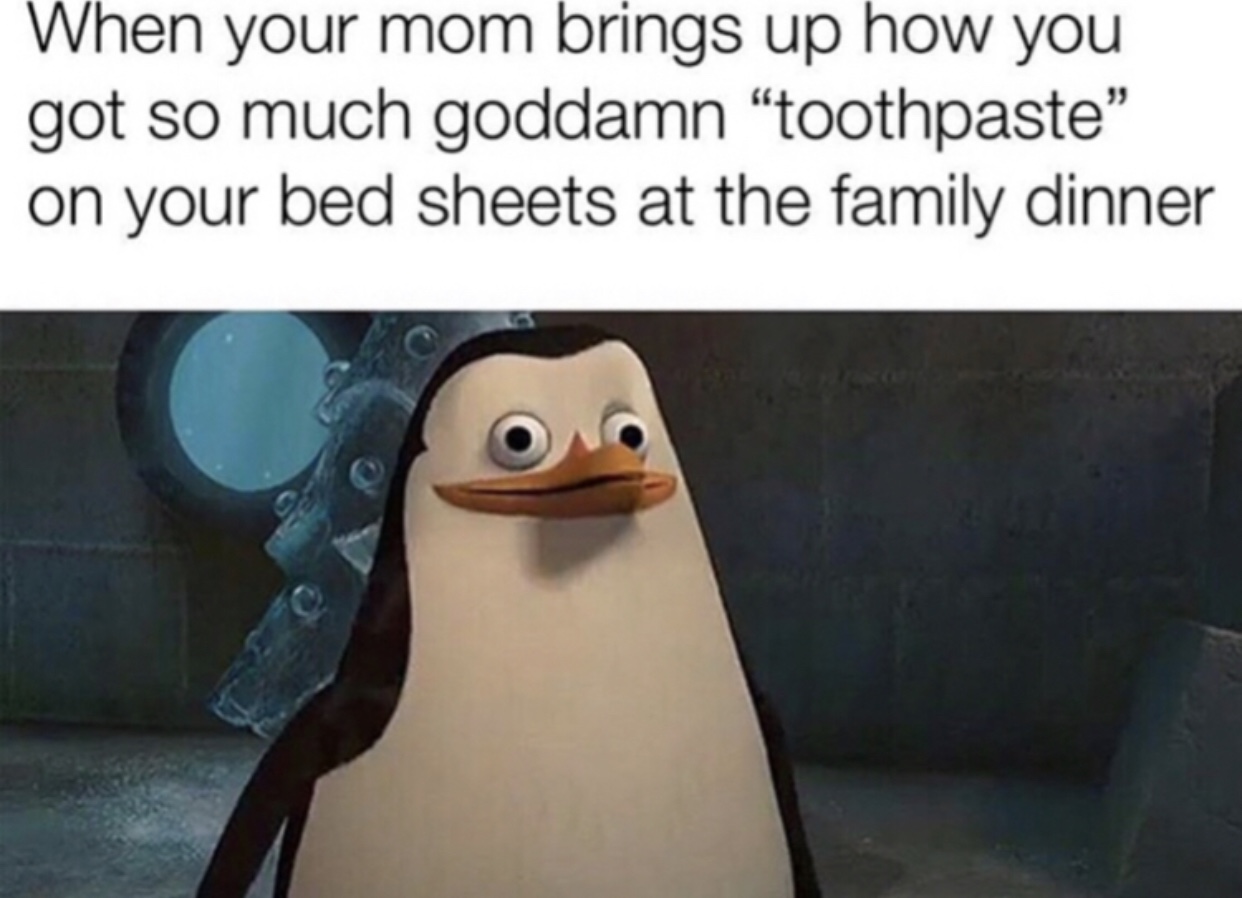 When your mom brings up how you
got so much goddamn “toothpaste”
on your bed sheets at the family dinner